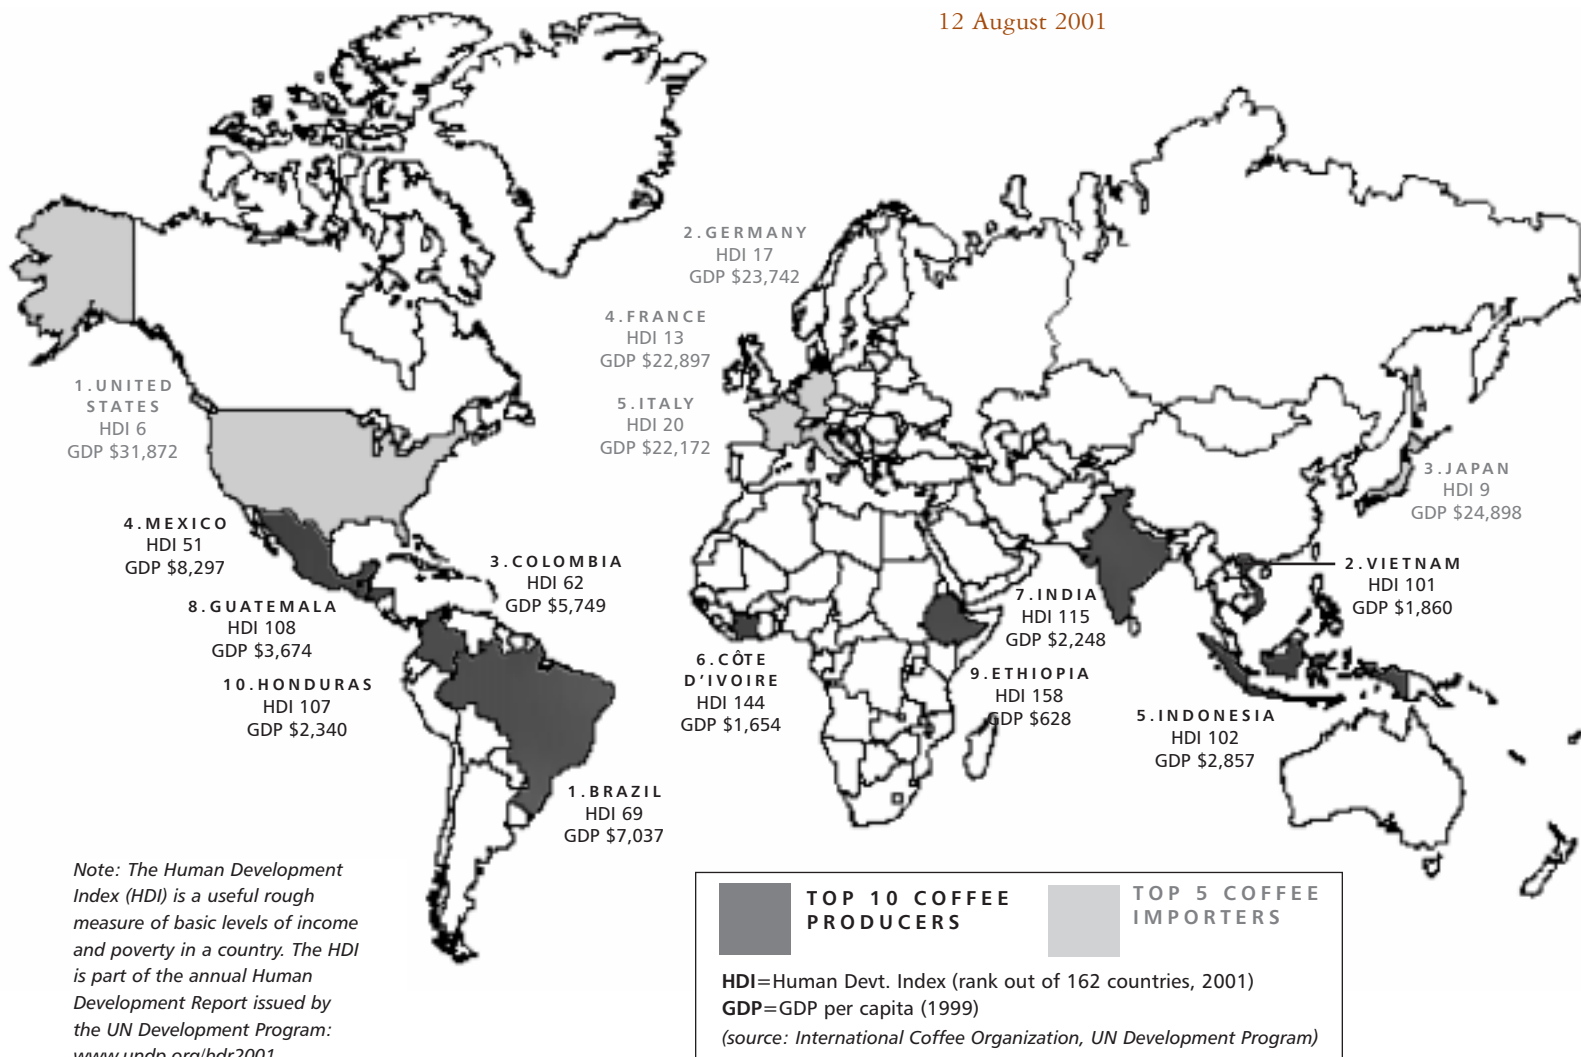 12 August 2001
2.GERMANY
HDI 17
GDP $23,742
4.FRANCE
HDI 13
GDP $22,897
1.UNITED
STATES
HDI 6
GDP $31,872
5.ITALY
HDI 20
GDP $22,172
3.JAPAN
HDI 9
GDP $24,898
4.MEXICO
HDI 51
GDP $8,297
3.COLOMBIA
HDI 62
GDP $5,749
2.VIETNAM
HDI 101
GDP $1,860
8.GUATEMALA
HDI 108
GDP $3,674
7.INDIA
HDI 115
GDP $2,248
10.HONDURAS
HDI 107
GDP $2,340
6.CÔTE
D'IVOIRE
HDI 144
GDP $1,654
9.ETHIOPIA
HDI 158
GDP $628
5.INDONESIA
HDI 102
GDP $2,857
1.BRAZIL
HDI 69
GDP $7,037
Note: The Human Development
Index (HDI) is a useful rough
measure of basic levels of income
and poverty in a country. The HDI
is part of the annual Human
Development Report issued by
the UN Development Program:
www.undp.org/hdr2001
TOP 10 COFFEE
PRODUCERS
TOP 5 COFFEE
IMPORTERS
HDI=Human Devt. Index (rank out of 162 countries, 2001)
GDP=GDP per capita (1999)
(source: International Coffee Organization, UN Development Program)